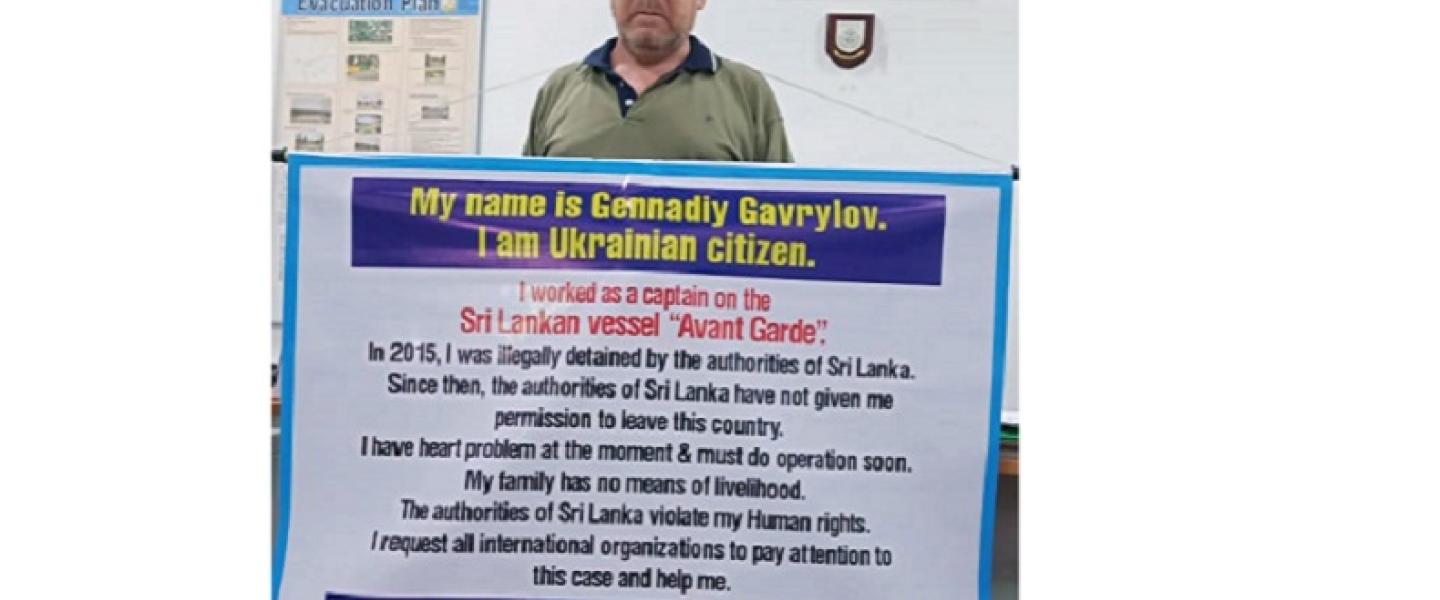 Evacuation Plan
My name is Gennadiy Gavrylov.
I am Ukrainian citizen.
I worked as a captain on the
Sri Lankan vessel “Avant Garde”.
In 2015, I was illegally detained by the authorities of Sri Lanka.
Since then, the authorities of Sri Lanka have not given me
permission to leave this country.
I have heart problem at the moment & must do operation soon.
My family has no means of livelihood.
The authorities of Sri Lanka violate my Human rights.
I request all international organizations to pay attention to
this case and help me.